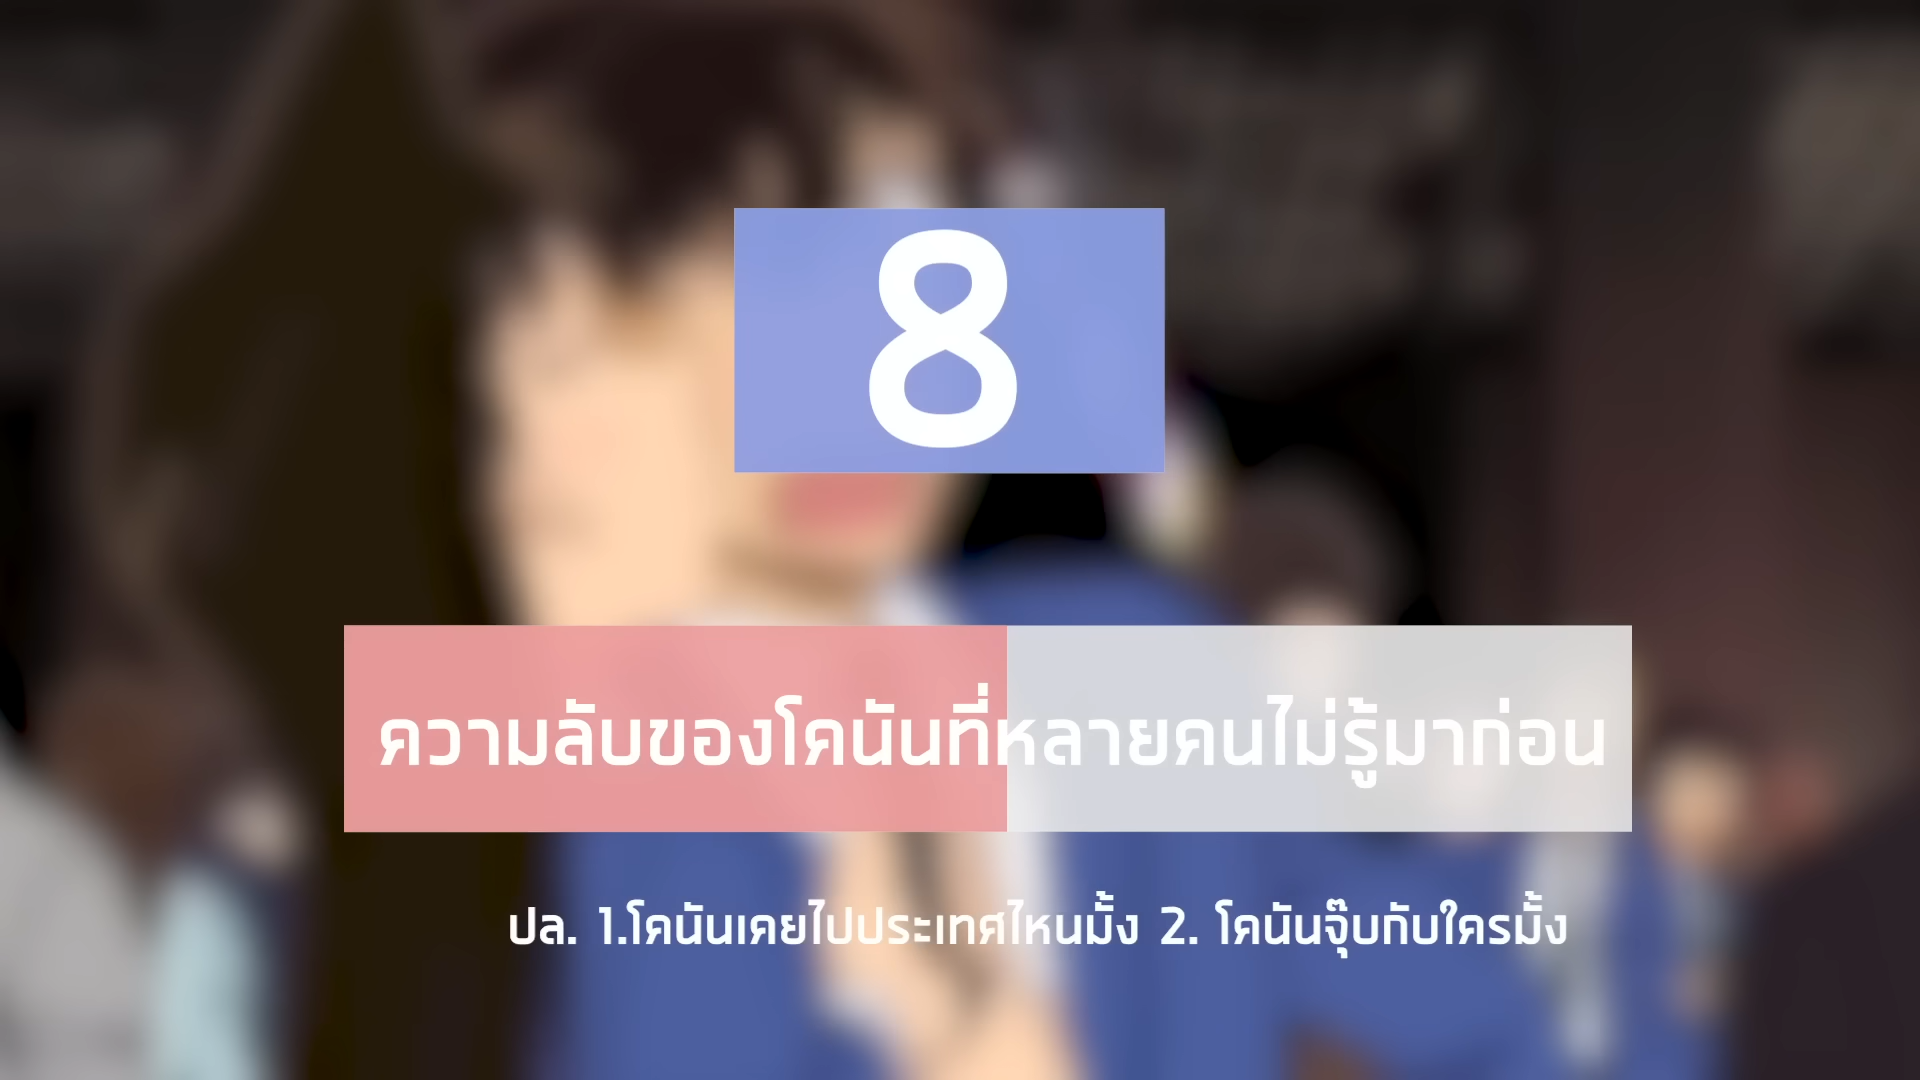 8
ความลับของโคนันที่หลายคนไม่รู้มาก่อน
ปล. 1.โคนันเคยไปประเทศไหนมั้ง 2. โคนันจุ๊บกับใครมั้ง